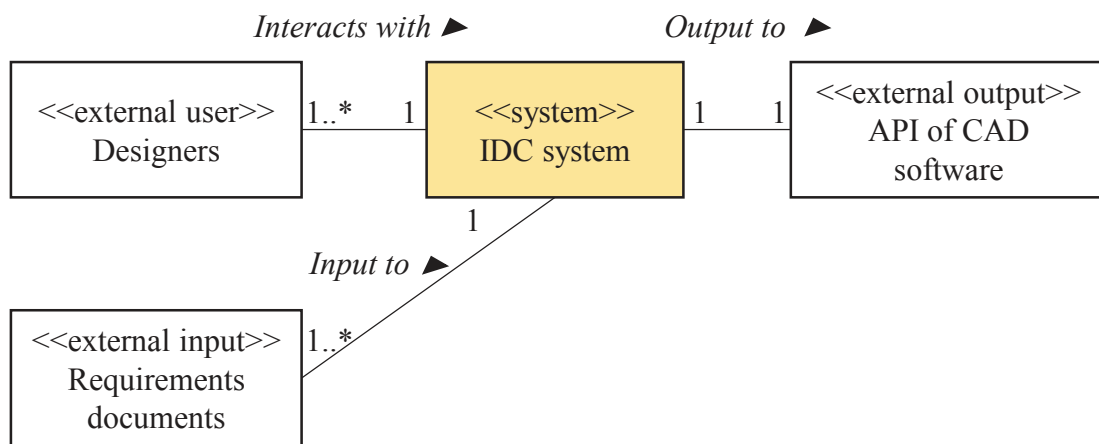 Interacts with ►
Output to ►
<<external user>>
Designers
1..*
1
<<system>>
IDC system
1
1
<<external output>>
API of CAD
software
1
Input to ►
<<external input>>
Requirements
documents
1..*